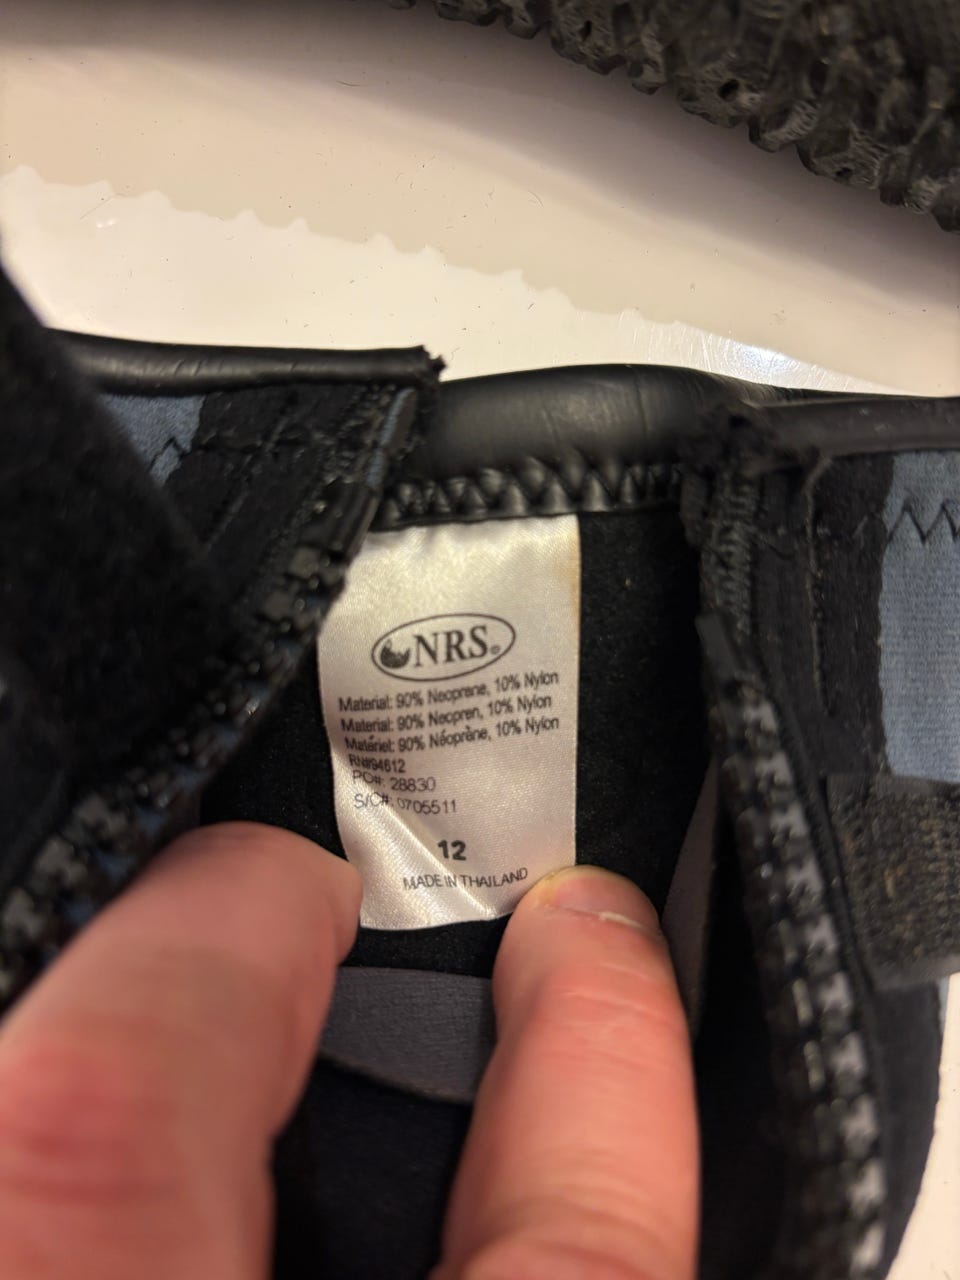 NRS®
Material: 90% Neoprene, 10% Nylon
Material: 90% Neopren, 10% Nylon
Matériel: 90% Néoprène, 10% Nylon
RN#94612
PO#: 28830
S/C#: 0705511
12
MADE IN THAILAND